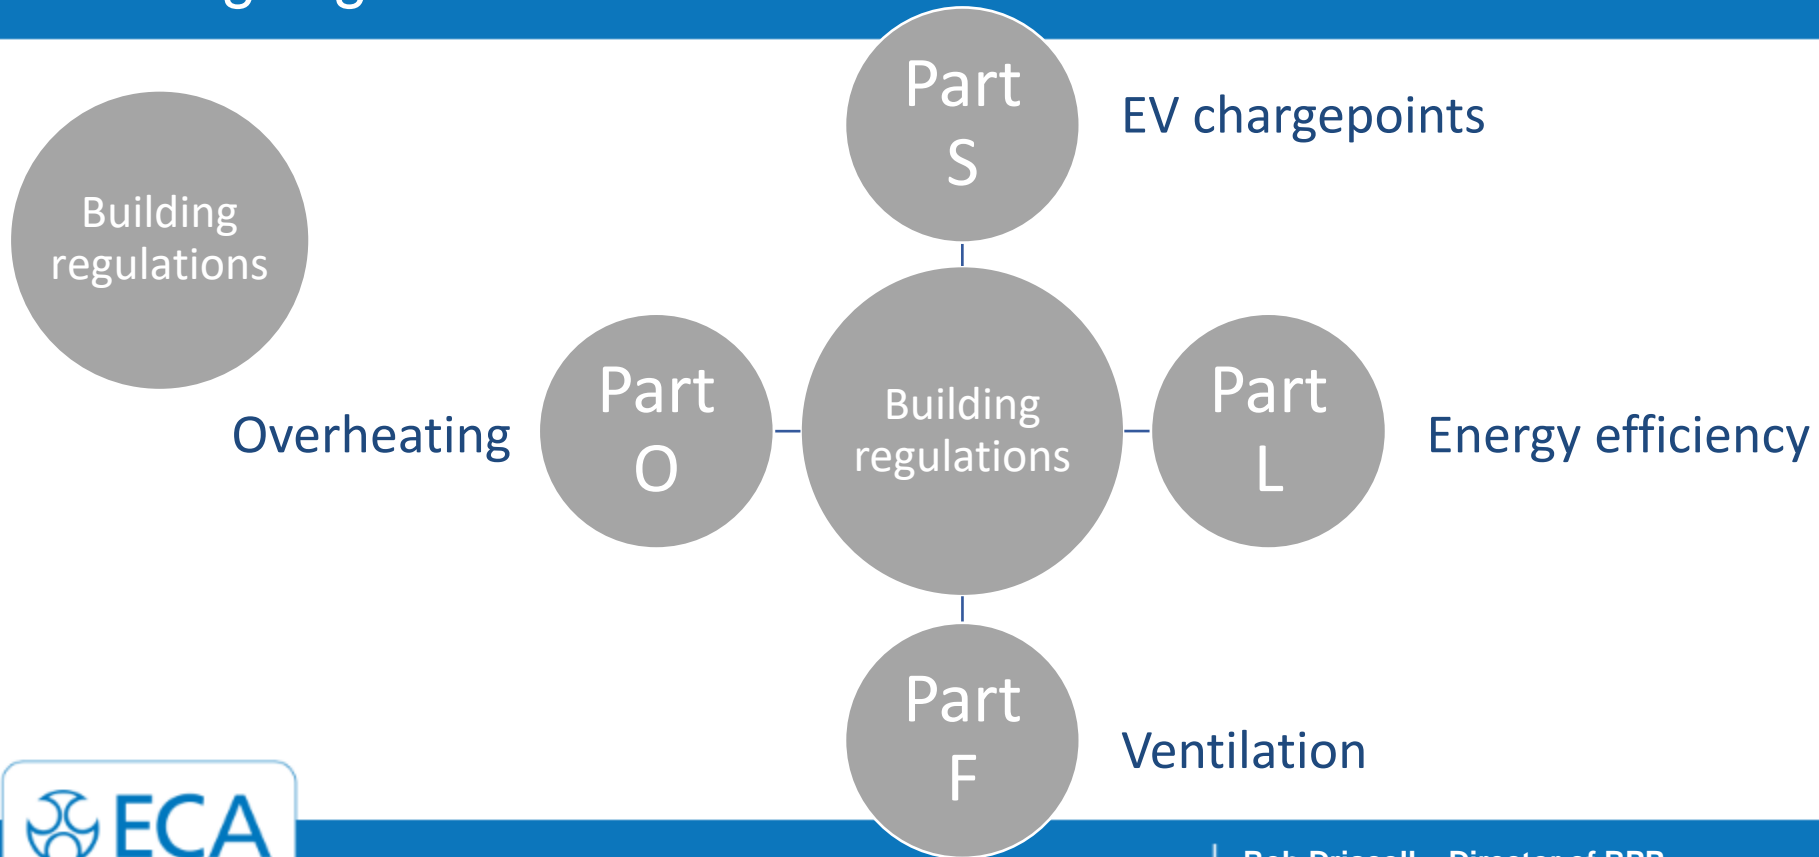 Part
S
EV chargepoints
Building
regulations
Overheating
Part
O
Building
regulations
Part
L
Energy efficiency
Part
F
Ventilation
ECA